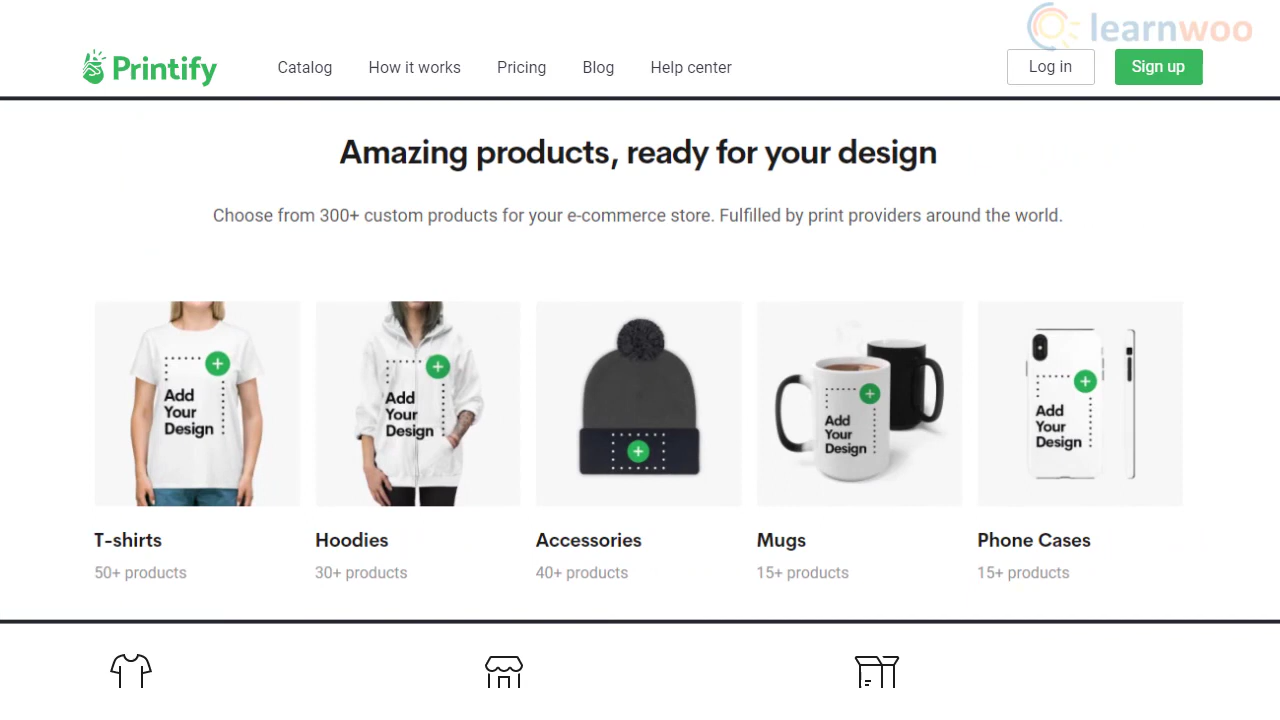 learnwoo
Printify
Catalog
How it works
Pricing
Blog
Help center
Log in
Sign up
Amazing products, ready for your design
Choose from 300+ custom products for your e-commerce store. Fulfilled by print providers around the world.
Add
Your
Design
Add
Your
Design
Add
Your
Design
Add
Your
Design
T-shirts
50+ products
Hoodies
30+ products
Accessories
40+ products
Mugs
15+ products
Phone Cases
15+ products